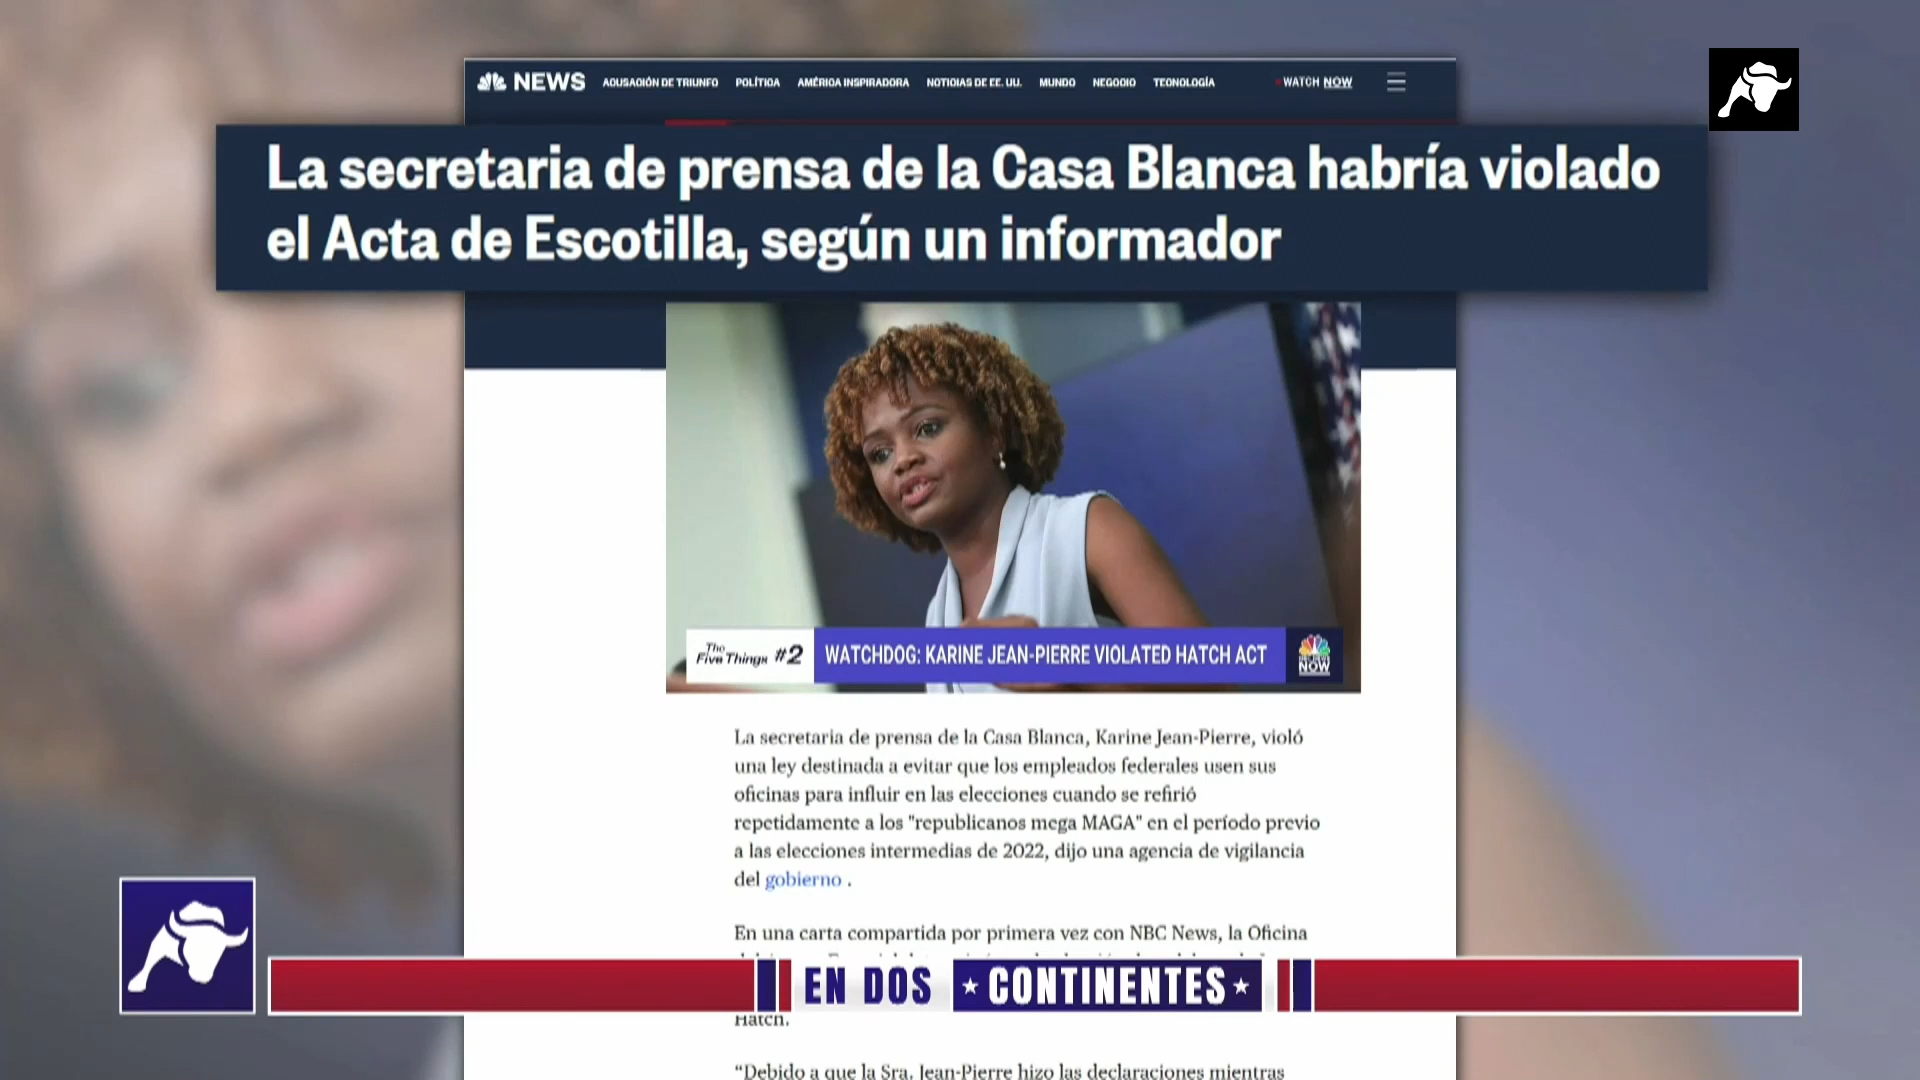 NEWS
ACUSACIÓN DE TRIUNFO POLÍTICA AMÉRICA INSPIRADORA NOTICIAS DE EE. UU. MUNDO NEGOCIO TECNOLOGÍA WATCH NOW
La secretaria de prensa de la Casa Blanca habría violado
el Acta de Escotilla, según un informador
The
Five Things #2
WATCHDOG: KARINE JEAN-PIERRE VIOLATED HATCH ACT
NBC NEWS
NOW
La secretaria de prensa de la Casa Blanca, Karine Jean-Pierre, violó
una ley destinada a evitar que los empleados federales usen sus
oficinas para influir en las elecciones cuando se refirió
repetidamente a los "republicanos mega MAGA" en el período previo
a las elecciones intermedias de 2022, dijo una agencia de vigilancia
del gobierno .
En una carta compartida por primera vez con NBC News, la Oficina
EN DOS ★ CONTINENTES ★
Hatch.
“Debido a que la Sra. Jean-Pierre hizo las declaraciones mientras